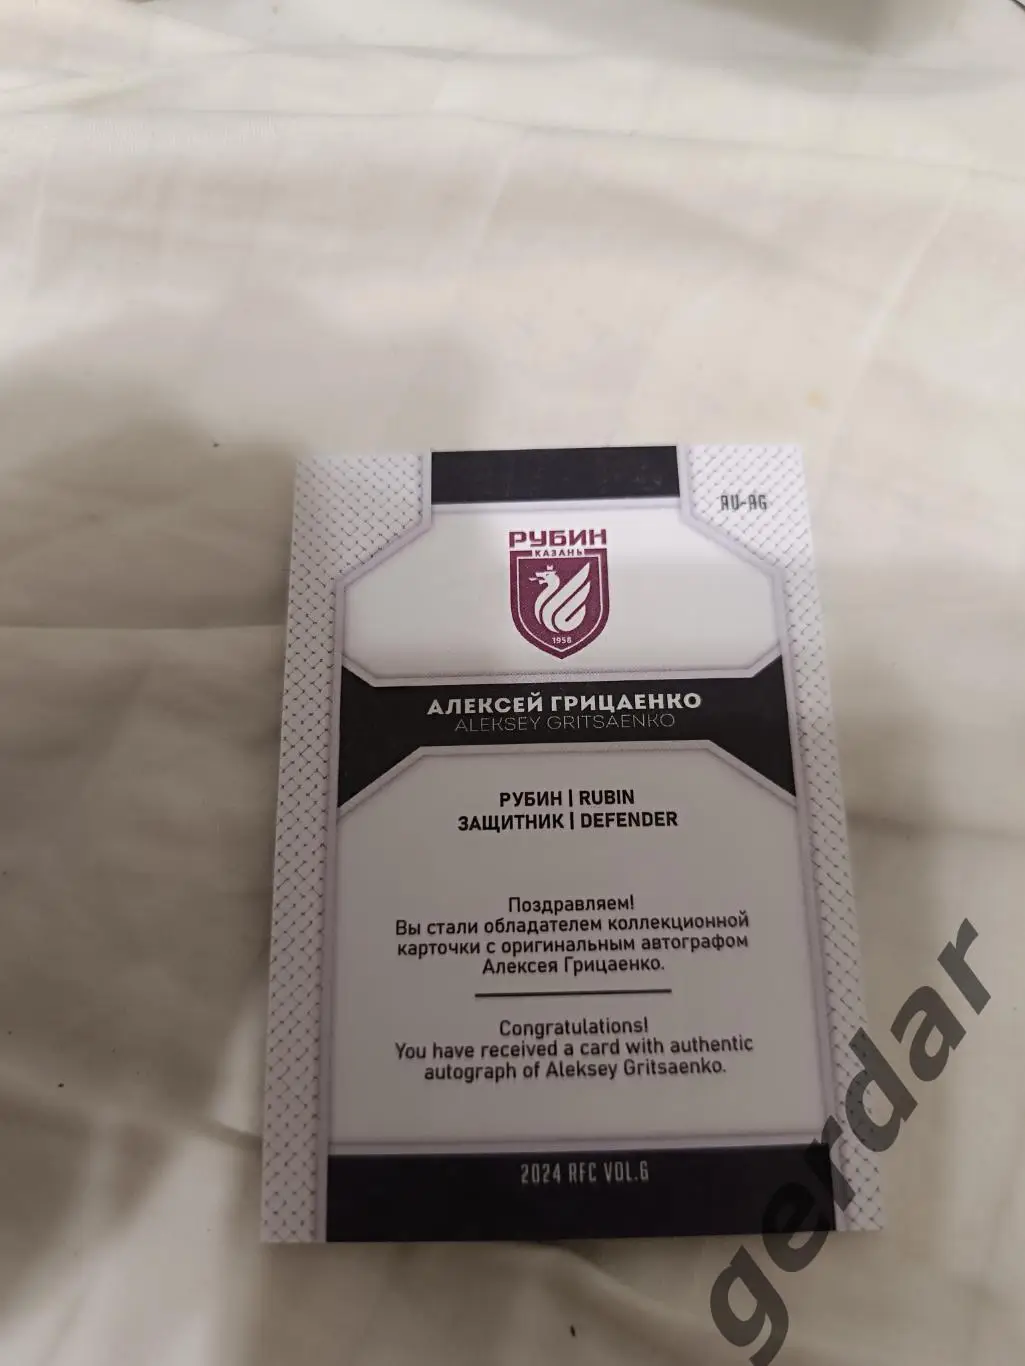 AU-AG
РУБИН
КАЗАНЬ
1958
АЛЕКСЕЙ ГРИЦАЕНКО
ALEKSEY GRITSAENKO
РУБИН | RUBIN
ЗАЩИТНИК | DEFENDER
Поздравляем!
Вы стали обладателем коллекционной
карточки с оригинальным автографом
Алексея Грицаенко.
Congratulations!
You have received a card with authentic
autograph of Aleksey Gritsaenko.
2024 RFC VOL.6
gerdar